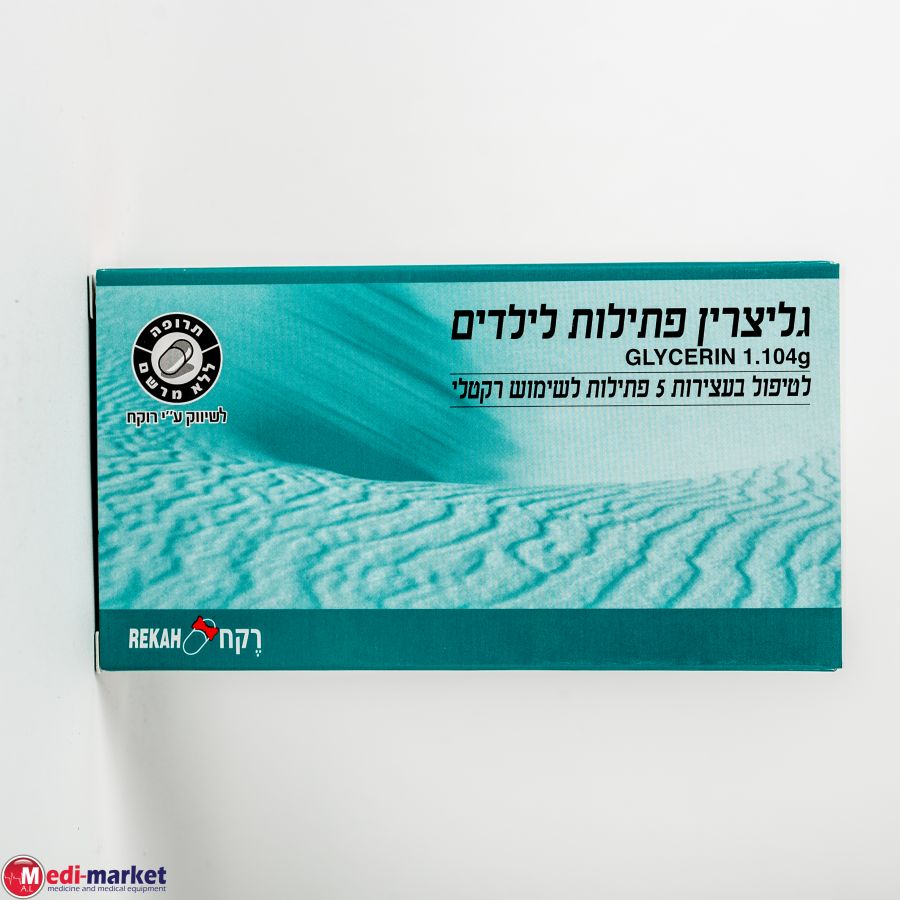 גליצרין פתילות לילדים
GLYCERIN 1.104g
לטיפול בעצירות 5 פתילות לשימוש רקטלי
תרופה
ללא מרשם
לשיווק ע"י רוקח
REKAH רֶקח
Medi-market
A.L
medicine and medical equipment